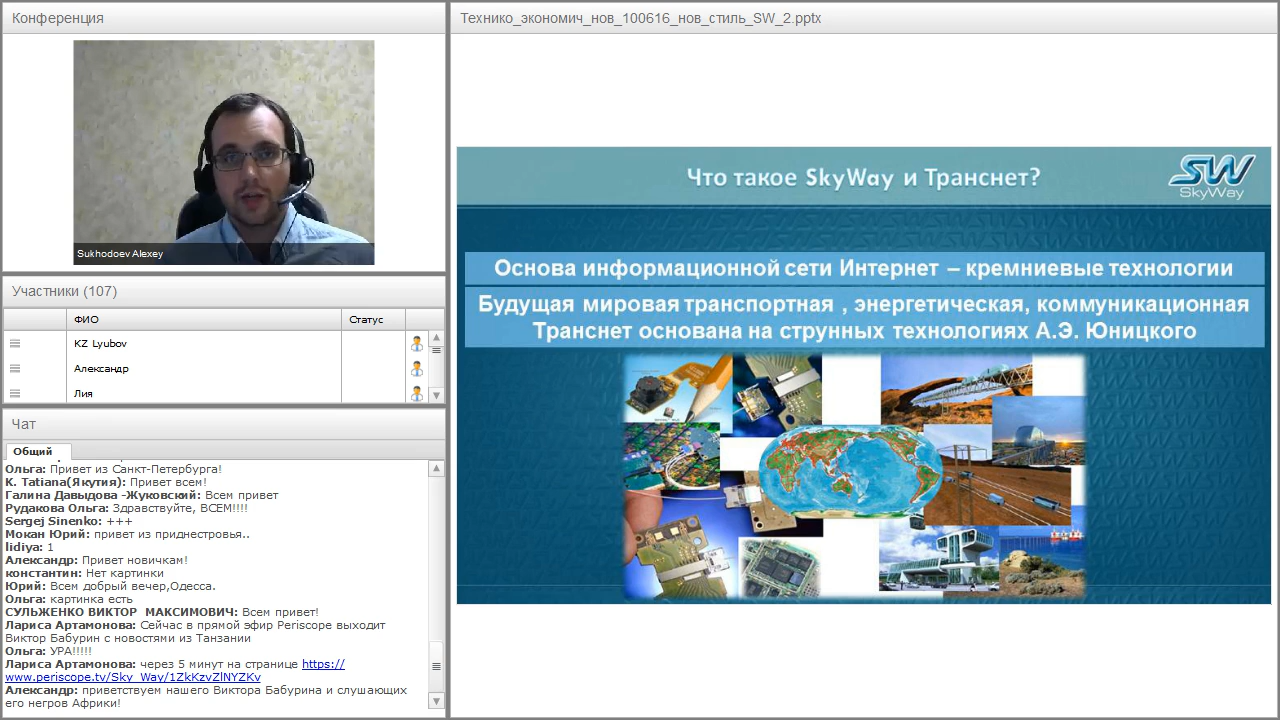 Конференция
Sukhodoev Alexey
Участники (107)
ФИО
Статус
KZ Lyubov
Александр
Лия
Чат
Общий
Ольга: Привет из Санкт-Петербурга!
K. Tatiana(Якутия): Привет всем!
Галина Давыдова -Жуковский: Всем привет
Рудакова Ольга: Здравствуйте, ВСЕМ!!!!
Sergej Sinenko: +++
Мокан Юрий: привет из приднестровья..
lidiya: 1
Александр: Привет новичкам!
константин: Нет картинки
Юрий: Всем добрый вечер,Одесса.
Ольга: картинка есть
СУЛЬЖЕНКО ВИКТОР МАКСИМОВИЧ: Всем привет!
Лариса Артамонова: Сейчас в прямой эфир Periscope выходит
Виктор Бабурин с новостями из Танзании
Ольга: УРА!!!!!
Лариса Артамонова: через 5 минут на странице https://
www.periscope.tv/Sky_Way/1ZkKzvZlNYZKv
Александр: приветствуем нашего Виктора Бабурина и слушающих
его негров Африки!
Технико_экономич_нов_100616_нов_стиль_SW_2.pptx
Что такое SkyWay и Транснет?
SW
SkyWay
Основа информационной сети Интернет – кремниевые технологии
Будущая мировая транспортная , энергетическая, коммуникационная
Транснет основана на струнных технологиях А.Э. Юницкого